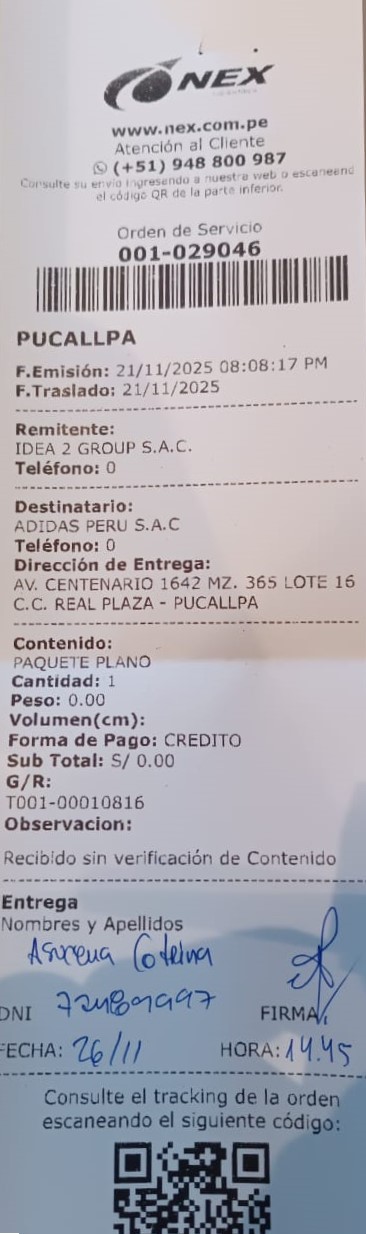 NEX
www.nex.com.pe
Atención al Cliente
(+51) 948 800 987
Consulte su envío ingresando a nuestra web o escaneend
el código QR de la parte inferior.
Orden de Servicio
001-029046
PUCALLPA
F.Emisión: 21/11/2025 08:08:17 PM
F.Traslado: 21/11/2025
Remitente:
IDEA 2 GROUP S.A.C.
Teléfono: 0
Destinatario:
ADIDAS PERU S.A.C
Teléfono: 0
Dirección de Entrega:
AV. CENTENARIO 1642 MZ. 365 LOTE 16
C.C. REAL PLAZA - PUCALLPA
Contenido:
PAQUETE PLANO
Cantidad: 1
Peso: 0.00
Volumen(cm):
Forma de Pago: CREDITO
Sub Total: S/ 0.00
G/R:
T001-00010816
Observacion:
Recibido sin verificación de Contenido
Entrega
Nombres y Apellidos
DNI FIRMA
FECHA: 26/11 HORA: 14.45
Consulte el tracking de la orden
escaneando el siguiente código: